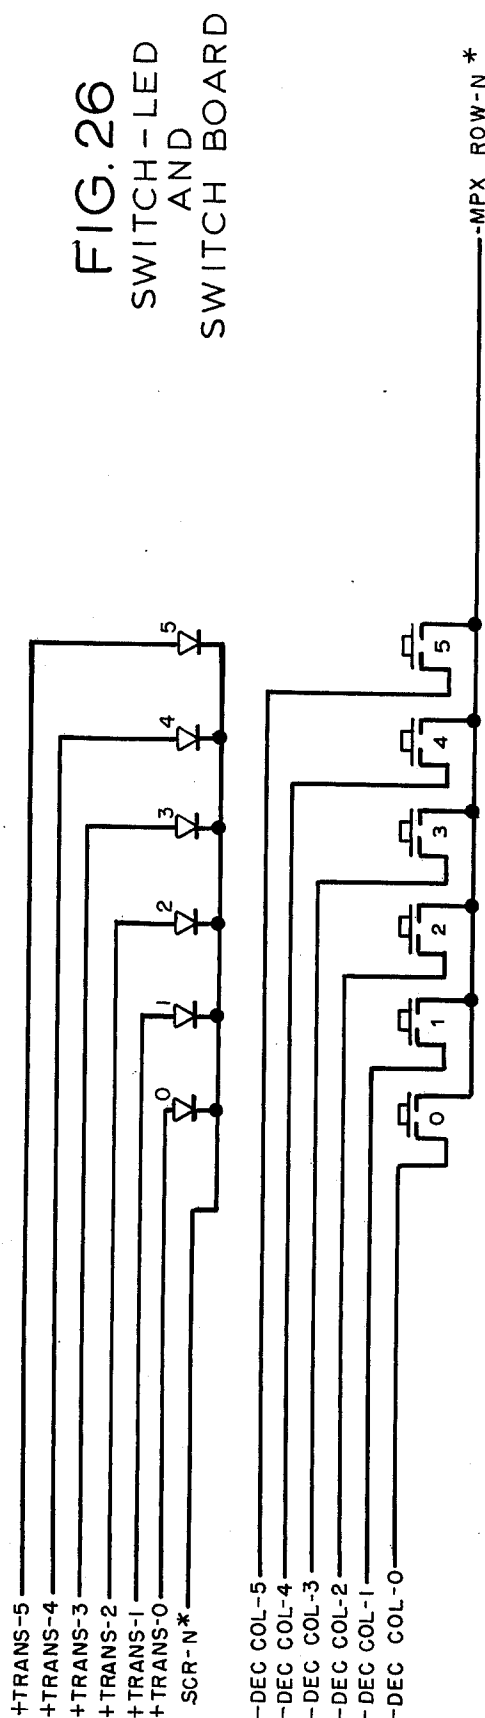 FIG. 26
SWITCH-LED
AND
SWITCH BOARD
+TRANS-5
+TRANS-4
+TRANS-3
+TRANS-2
+TRANS-1
+TRANS-0
SCR-N*
0
1
2
3
4
5
-DEC COL-5
-DEC COL-4
-DEC COL-3
-DEC COL-2
-DEC COL-1
-DEC COL-0
0
1
2
3
4
5
-MPX ROW-N*